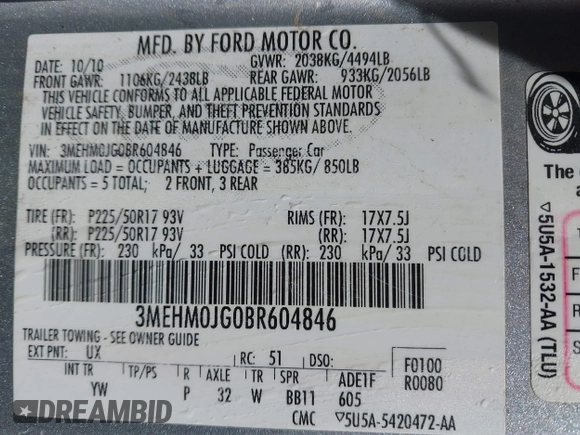 MFD. BY FORD MOTOR CO.
DATE: 10/10 GVWR: 2038KG/4494LB
FRONT GAWR: 1106KG/2438LB REAR GAWR: 933KG/2056LB
THIS VEHICLE CONFORMS TO ALL APPLICABLE FEDERAL MOTOR
VEHICLE SAFETY, BUMPER, AND THEFT PREVENTION STANDARDS
IN EFFECT ON THE DATE OF MANUFACTURE SHOWN ABOVE.
VIN: 3MEHM0JG0BR604846 TYPE: Passenger Car
MAXIMUM LOAD = OCCUPANTS + LUGGAGE = 385KG/ 850LB
OCCUPANTS = 5 TOTAL; 2 FRONT, 3 REAR
TIRE (FR): P225/50R17 93V RIMS (FR): 17X7.5J
(RR): P225/50R17 93V (RR): 17X7.5J
PRESSURE (FR): 230 kPa/ 33 PSI COLD (RR): 230 kPa/ 33 PSI COLD
3MEHM0JG0BR604846
TRAILER TOWING - SEE OWNER GUIDE
EXT PNT: UX RC: 51 DSO: F0100
INT TR TP/PS R AXLE TR SPR ADE1F R0080
YW P 32 W BB11 605
CMC ▽5U5A-5420472-AA
The
▽5U5A-1532-AA (TLU)
T
F
R
S
DREAMBID